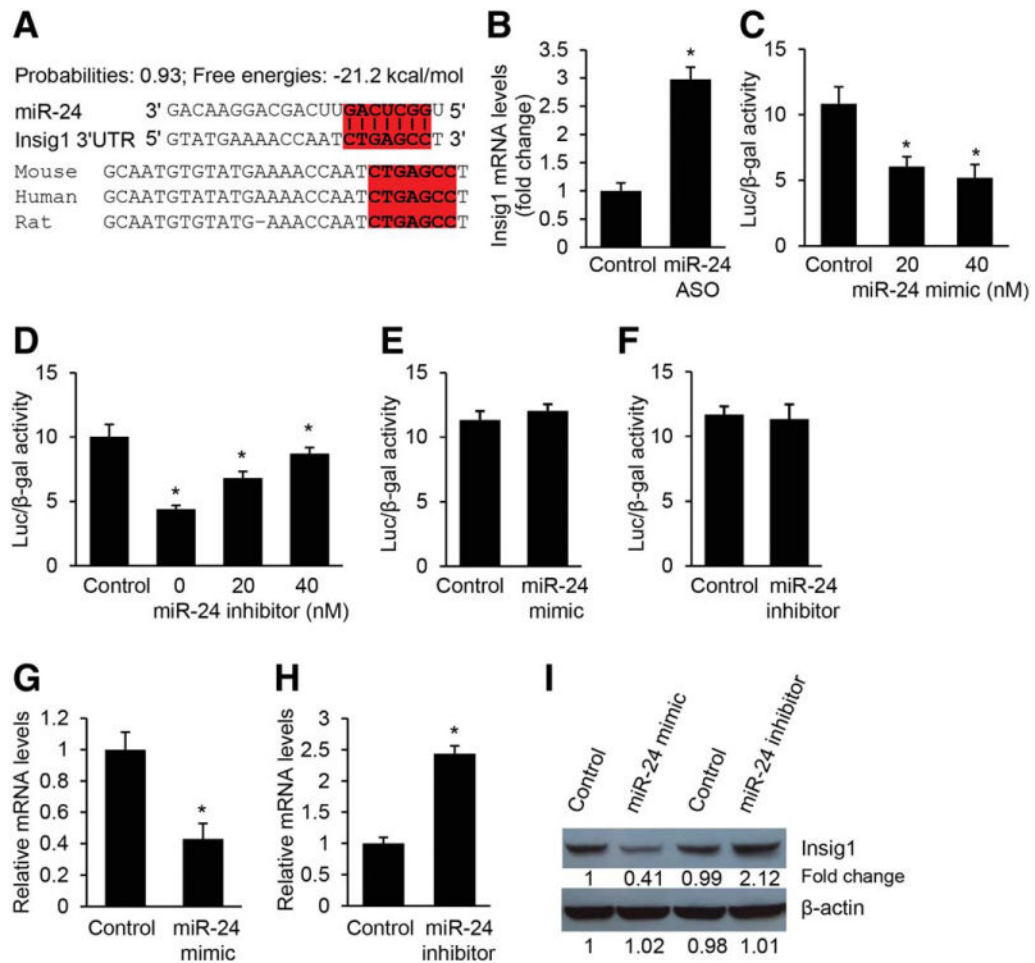 A
Probabilities: 0.93; Free energies: -21.2 kcal/mol
miR-24 3' GACAAGGACGACUUGACUCGGU 5'
Insig1 3'UTR 5' GTATGAAAACCAATCTGAGCCT 3'
Mouse GCAATGTGTATGAAAACCAATCTGAGCCT
Human GCAATGTGTATGAAAACCAATCTGAGCCT
Rat GCAATGTGTATG-AAACCAATCTGAGCCT
B
Insig1 mRNA levels
(fold change)
3.5
3
2.5
2
1.5
1
0.5
0
*
Control miR-24
ASO
C
Luc/β-gal activity
15
10
5
0
* *
Control 20 40
miR-24 mimic (nM)
D
Luc/β-gal activity
15
10
5
0
* * *
Control 0 20 40
miR-24 inhibitor (nM)
E
Luc/β-gal activity
15
10
5
0
Control miR-24
mimic
F
Luc/β-gal activity
15
10
5
0
Control miR-24
inhibitor
G
Relative mRNA levels
1.2
1
0.8
0.6
0.4
0.2
0
*
Control miR-24
mimic
H
Relative mRNA levels
3
2.5
2
1.5
1
0.5
0
*
Control miR-24
inhibitor
I
Control miR-24 mimic Control miR-24 inhibitor
Insig1
1 0.41 0.99 2.12 Fold change
β-actin
1 1.02 0.98 1.01